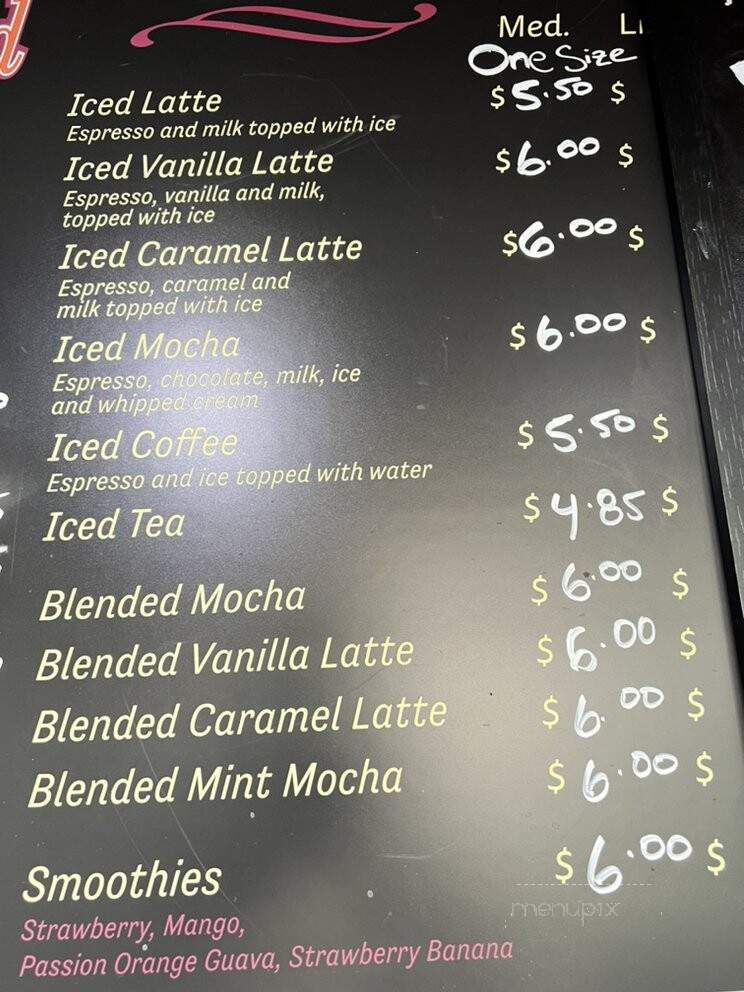 Med.
One Size
Iced Latte $5.50 $
Espresso and milk topped with ice
Iced Vanilla Latte $6.00 $
Espresso, vanilla and milk,
topped with ice
Iced Caramel Latte $6.00 $
Espresso, caramel and
milk topped with ice
Iced Mocha $6.00 $
Espresso, chocolate, milk, ice
and whipped cream
Iced Coffee $5.50 $
Espresso and ice topped with water
Iced Tea $4.85 $
Blended Mocha $6.00 $
Blended Vanilla Latte $6.00 $
Blended Caramel Latte $6.00 $
Blended Mint Mocha $6.00 $
Smoothies $6.00 $
Strawberry, Mango,
Passion Orange Guava, Strawberry Banana
menupix